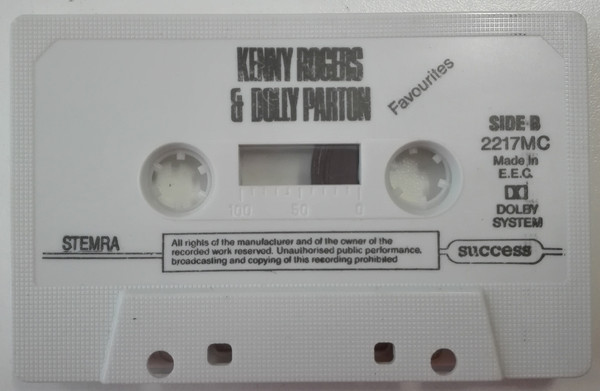 KENNY ROGERS
& DOLLY PARTON
Favourites
SIDE·B
2217MC
Made in
E.E.C.
DOLBY
SYSTEM
100 50 0
STEMRA
All rights of the manufacturer and of the owner of the
recorded work reserved. Unauthorised public performance,
broadcasting and copying of this recording prohibited
success